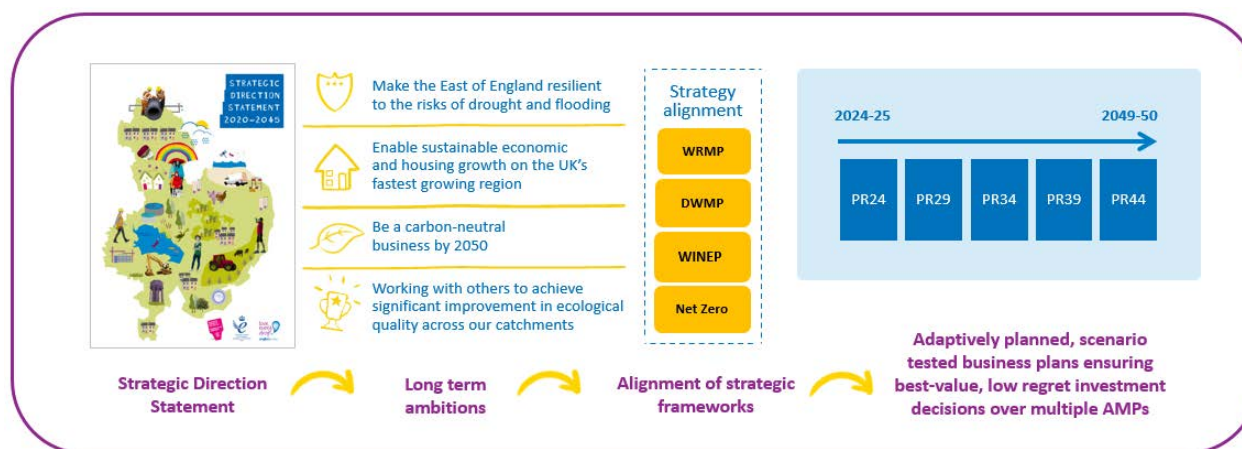 STRATEGIC
DIRECTION
STATEMENT
2020-2045
Make the East of England resilient
to the risks of drought and flooding
Enable sustainable economic
and housing growth on the UK's
fastest growing region
Be a carbon-neutral
business by 2050
Working with others to achieve
significant improvement in ecological
quality across our catchments
Strategy
alignment
WRMP
DWMP
WINEP
Net Zero
2024-25
2049-50
PR24
PR29
PR34
PR39
PR44
Strategic Direction
Statement
Long term
ambitions
Alignment of strategic
frameworks
Adaptively planned, scenario
tested business plans ensuring
best-value, low regret investment
decisions over multiple AMPs